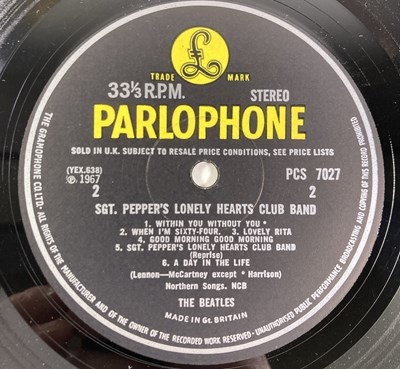 £
TRADE MARK
33⅓ R.P.M. STEREO
PARLOPHONE
SOLD IN U.K. SUBJECT TO RESALE PRICE CONDITIONS, SEE PRICE LISTS
(YEX.638) PCS 7027
℗ 1967
2 2
SGT. PEPPER'S LONELY HEARTS CLUB BAND
1. WITHIN YOU WITHOUT YOU *
2. WHEN I'M SIXTY-FOUR. 3. LOVELY RITA
4. GOOD MORNING GOOD MORNING
5. SGT. PEPPER'S LONELY HEARTS CLUB BAND
(Reprise)
6. A DAY IN THE LIFE
(Lennon—McCartney except * Harrison)
Northern Songs. NCB
THE BEATLES
MADE IN Gt. BRITAIN
THE GRAMOPHONE CO. LTD. ALL RIGHTS OF THE MANUFACTURER AND OF THE OWNER OF THE RECORDED WORK RESERVED · UNAUTHORISED PUBLIC PERFORMANCE BROADCASTING AND COPYING OF THIS RECORD PROHIBITED